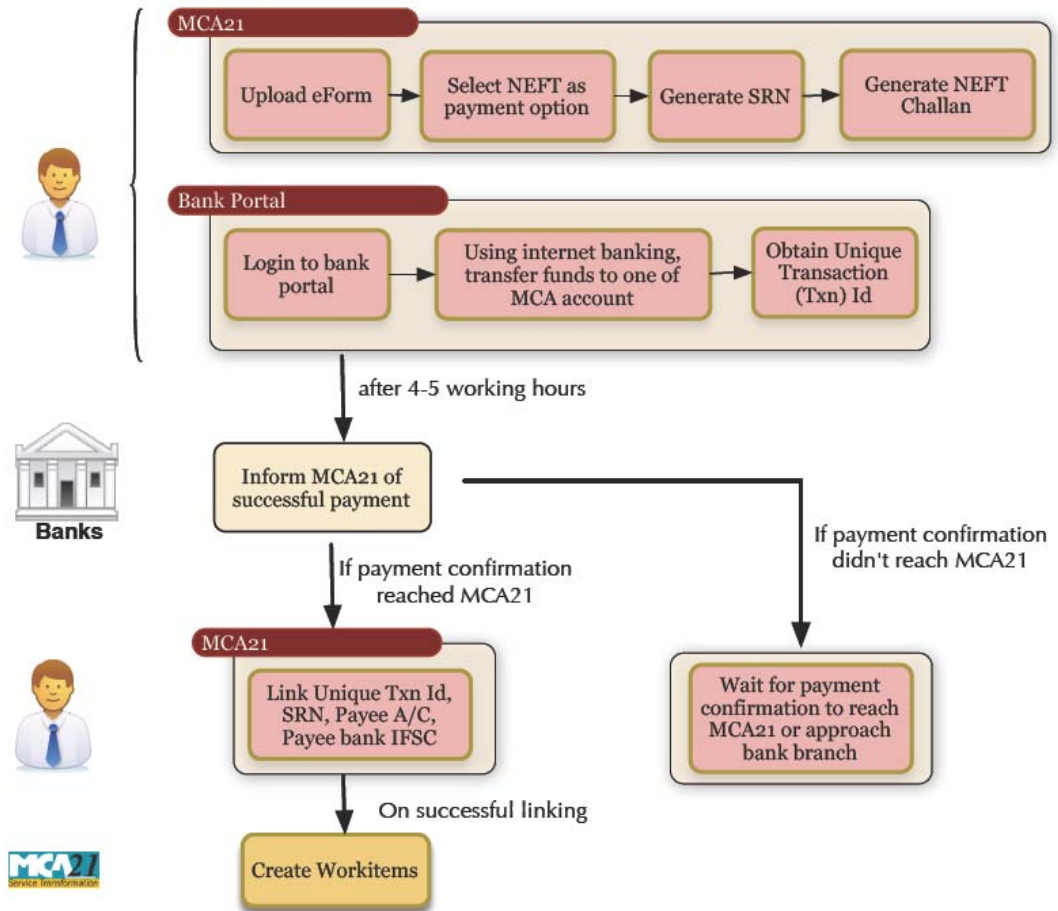 MCA21
Upload eForm
Select NEFT as
payment option
Generate SRN
Generate NEFT
Challan
Bank Portal
Login to bank
portal
Using internet banking,
transfer funds to one of
MCA account
Obtain Unique
Transaction
(Txn) Id
after 4-5 working hours
Banks
Inform MCA21 of
successful payment
If payment confirmation
didn't reach MCA21
If payment confirmation
reached MCA21
MCA21
Link Unique Txn Id,
SRN, Payee A/C,
Payee bank IFSC
Wait for payment
confirmation to reach
MCA21 or approach
bank branch
On successful linking
MCA21
Service Transformation
Create Workitems